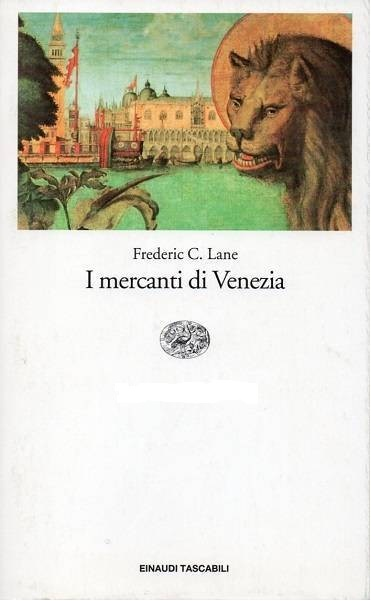 Frederic C. Lane
I mercanti di Venezia
EINAUDI TASCABILI